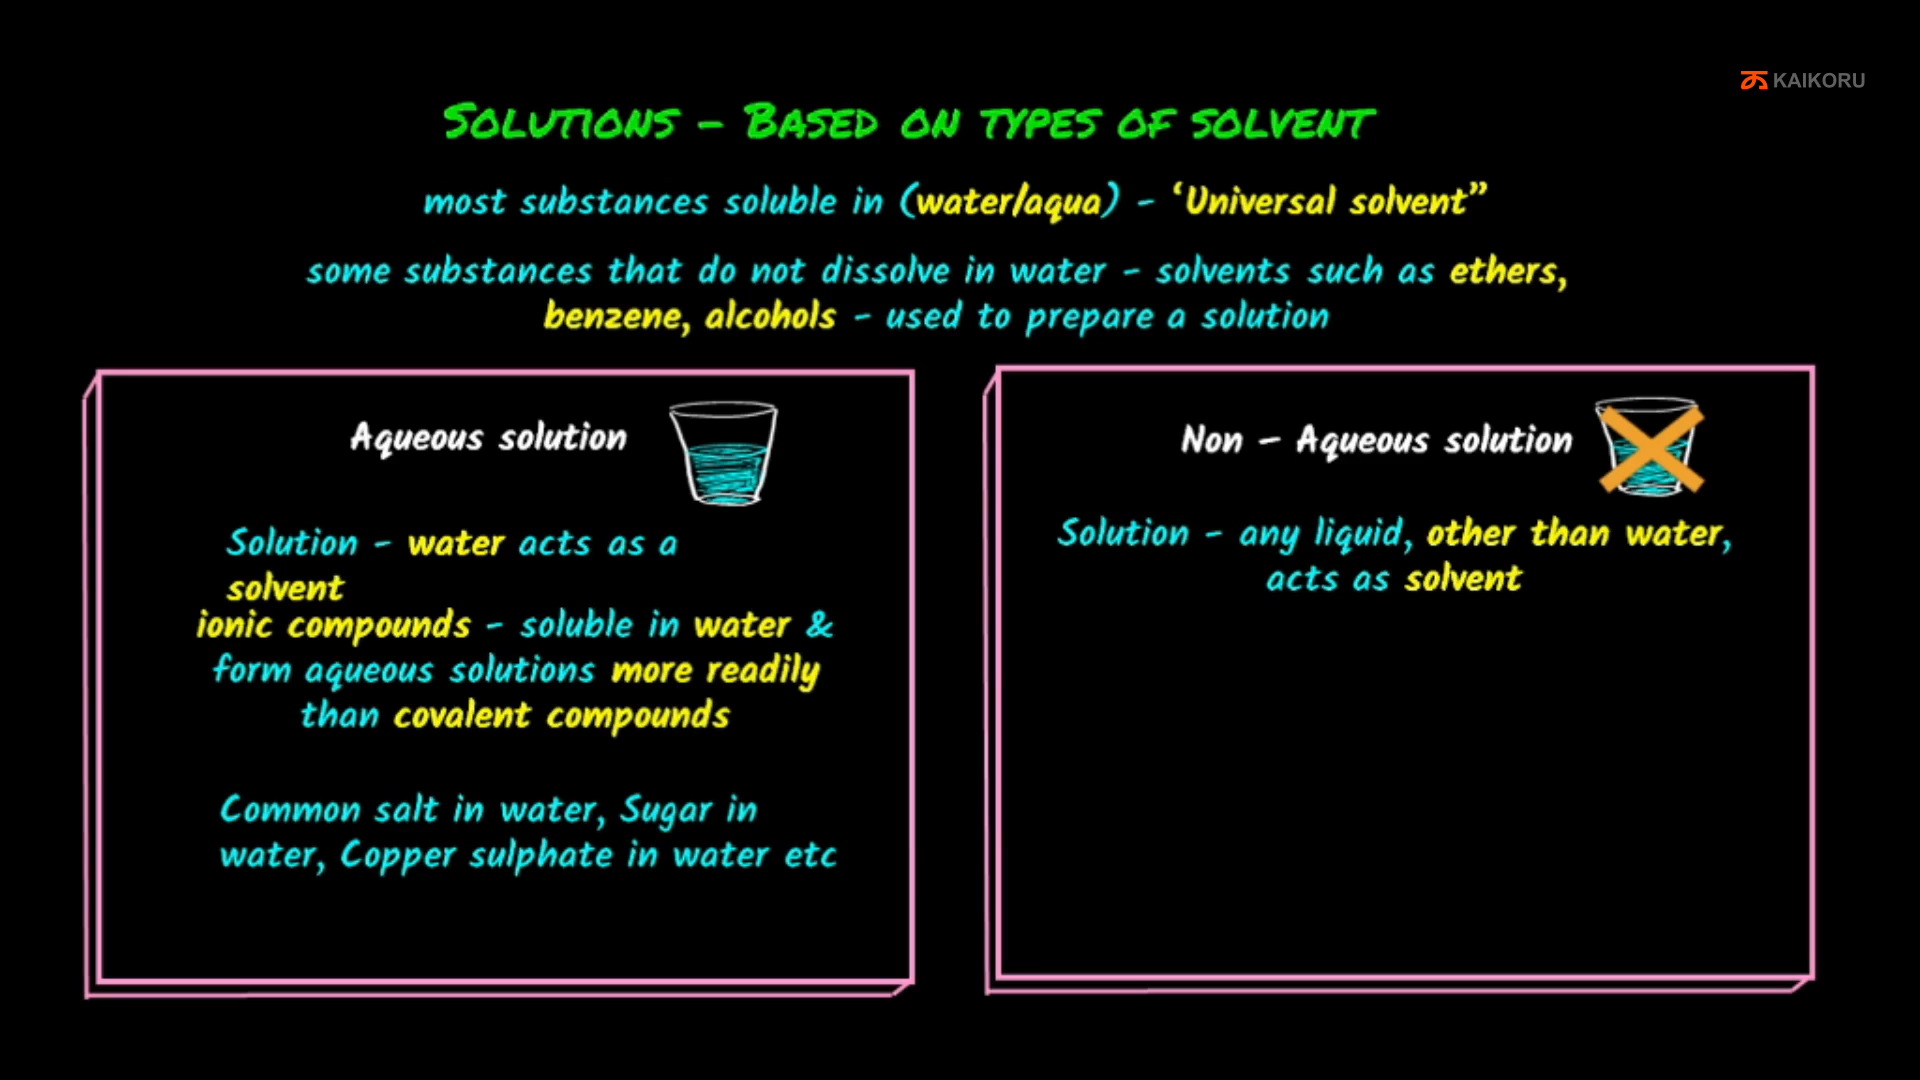 KAIKORU
SOLUTIONS – BASED ON TYPES OF SOLVENT
most substances soluble in (water/aqua) – ‘Universal solvent”
some substances that do not dissolve in water – solvents such as ethers,
benzene, alcohols – used to prepare a solution
Aqueous solution
Solution – water acts as a
solvent
ionic compounds – soluble in water &
form aqueous solutions more readily
than covalent compounds
Common salt in water, Sugar in
water, Copper sulphate in water etc
Non – Aqueous solution
Solution – any liquid, other than water,
acts as solvent